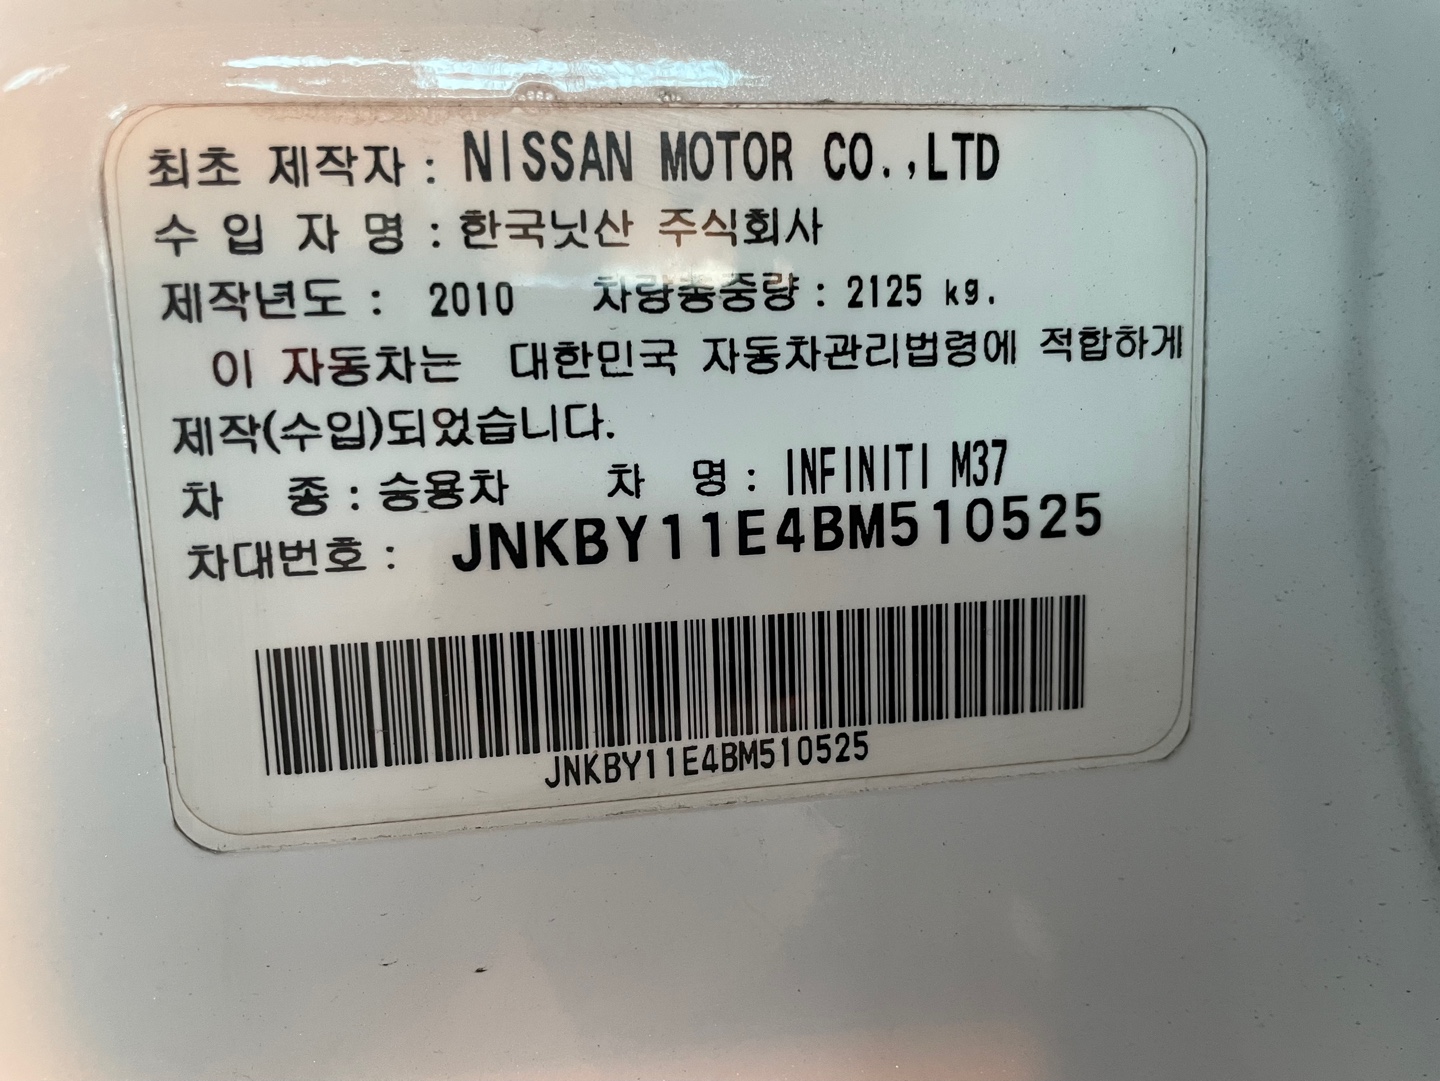 최초 제작자 : NISSAN MOTOR CO.,LTD
수 입 자 명 : 한국닛산 주식회사
제작년도 : 2010 차량총중량 : 2125 kg.
이 자동차는 대한민국 자동차관리법령에 적합하게
제작(수입)되었습니다.
차 종 : 승용차 차 명 : INFINITI M37
차대번호 : JNKBY11E4BM510525
JNKBY11E4BM510525